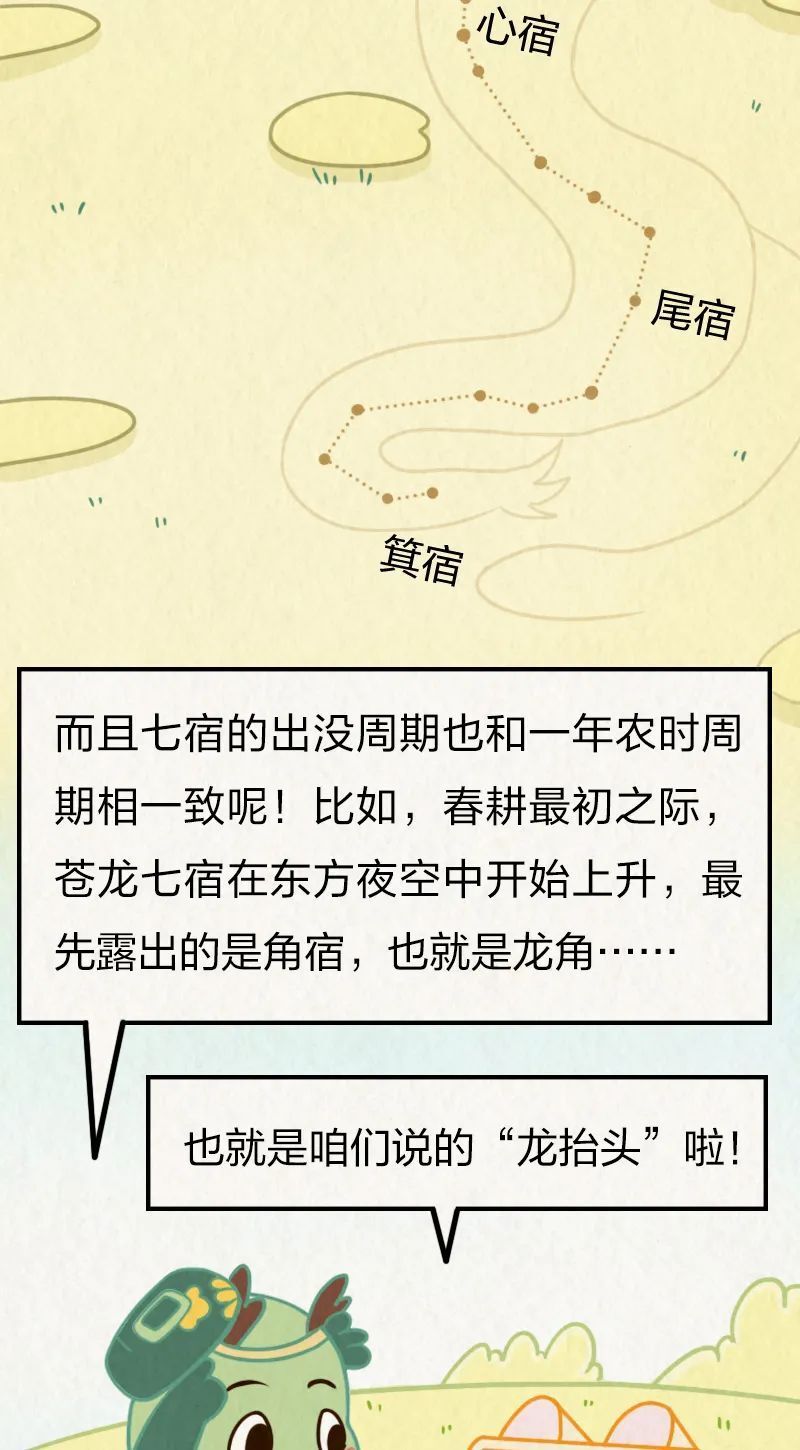 心宿
尾宿
箕宿
而且七宿的出没周期也和一年农时周
期相一致呢！比如，春耕最初之际，
苍龙七宿在东方夜空中开始上升，最
先露出的是角宿，也就是龙角……
也就是咱们说的“龙抬头”啦！